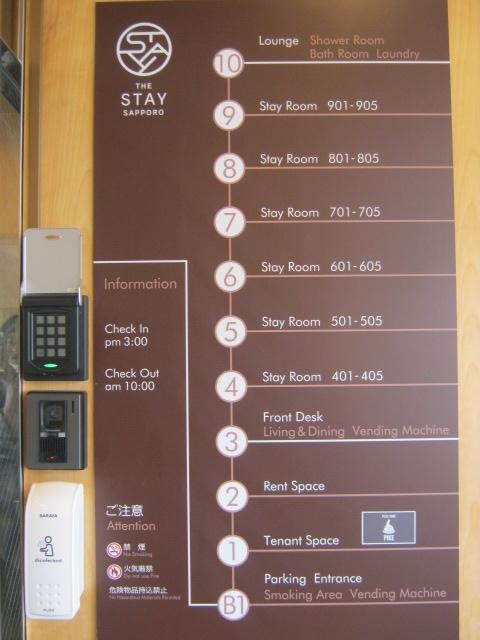 STAY
THE
STAY
SAPPORO
10 Lounge Shower Room
Bath Room Laundry
9 Stay Room 901-905
8 Stay Room 801-805
7 Stay Room 701-705
6 Stay Room 601-605
5 Stay Room 501-505
4 Stay Room 401-405
3 Front Desk
Living & Dining Vending Machine
2 Rent Space
1 Tenant Space
PIKE
B1 Parking Entrance
Smoking Area Vending Machine
Information
Check In
pm 3:00
Check Out
am 10:00
ご注意
Attention
禁煙
No Smoking
火気厳禁
Do not use Fire
危険物品持込禁止
No Hazardous Materials Permitted
SARAYA
disinfectant
PUSH